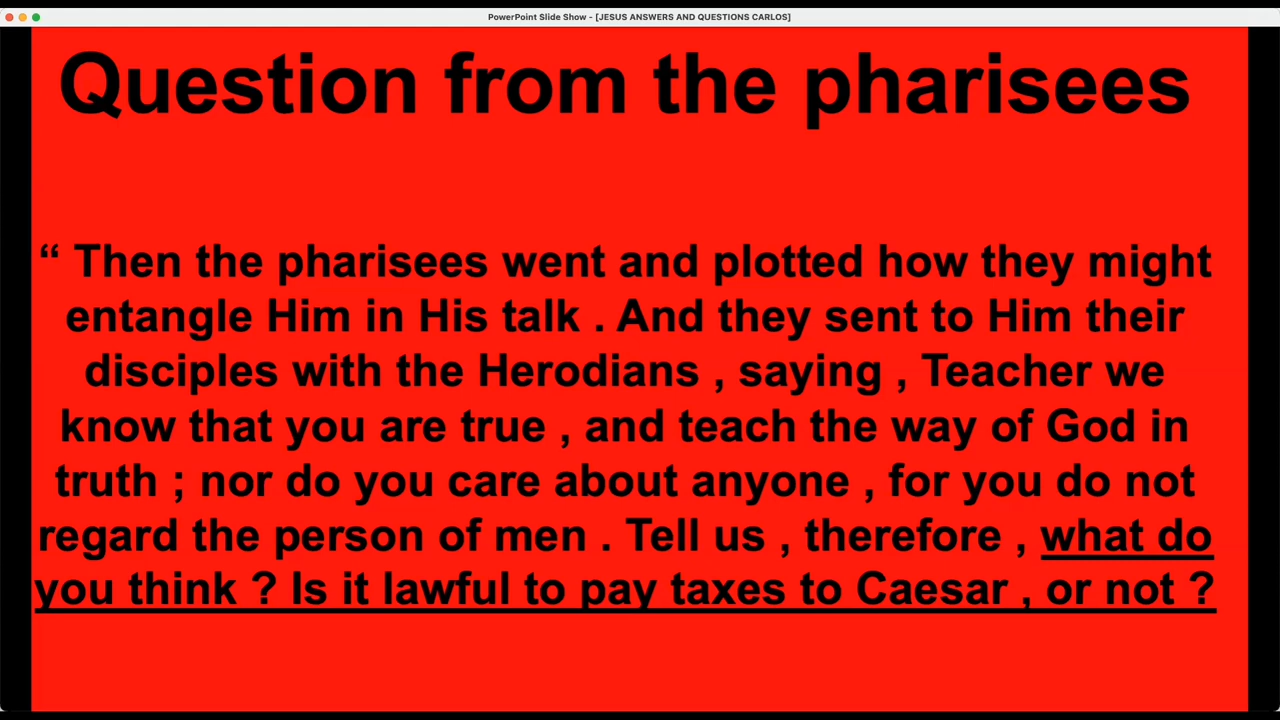 PowerPoint Slide Show - [JESUS ANSWERS AND QUESTIONS CARLOS]
Question from the pharisees
“ Then the pharisees went and plotted how they might
entangle Him in His talk . And they sent to Him their
disciples with the Herodians , saying , Teacher we
know that you are true , and teach the way of God in
truth ; nor do you care about anyone , for you do not
regard the person of men . Tell us , therefore , what do
you think ? Is it lawful to pay taxes to Caesar , or not ?